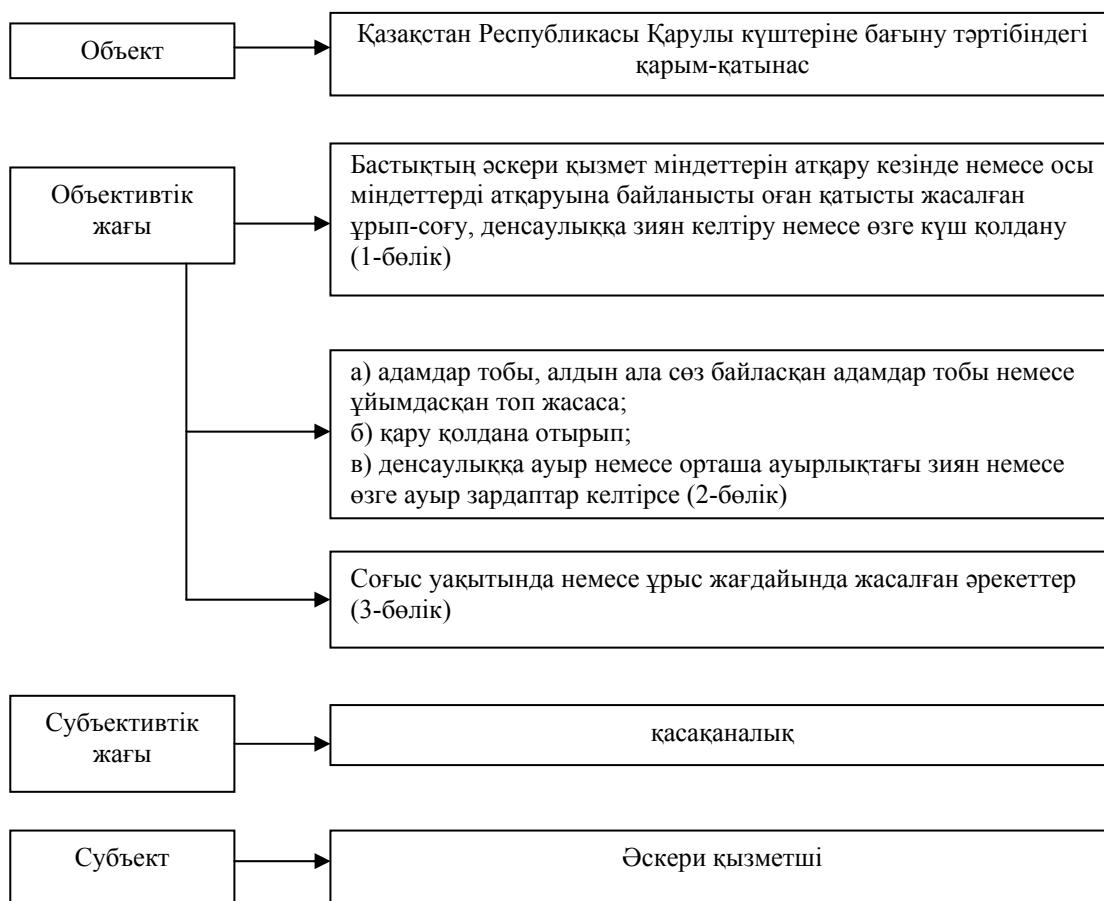 Объект
Қазақстан Республикасы Қарулы күштеріне бағыну тәртібіндегі
қарым-қатынас
Объективтік
жағы
Бастықтың әскери қызмет міндеттерін атқару кезінде немесе осы
міндеттерді атқаруына байланысты оған қатысты жасалған
ұрып-соғу, денсаулыққа зиян келтіру немесе өзге күш қолдану
(1-бөлік)
а) адамдар тобы, алдын ала сөз байласқан адамдар тобы немесе
ұйымдасқан топ жасаса;
б) қару қолдана отырып;
в) денсаулыққа ауыр немесе орташа ауырлықтағы зиян немесе
өзге ауыр зардаптар келтірсе (2-бөлік)
Соғыс уақытында немесе ұрыс жағдайында жасалған әрекеттер
(3-бөлік)
Субъективтік
жағы
қасақаналық
Субъект
Әскери қызметші